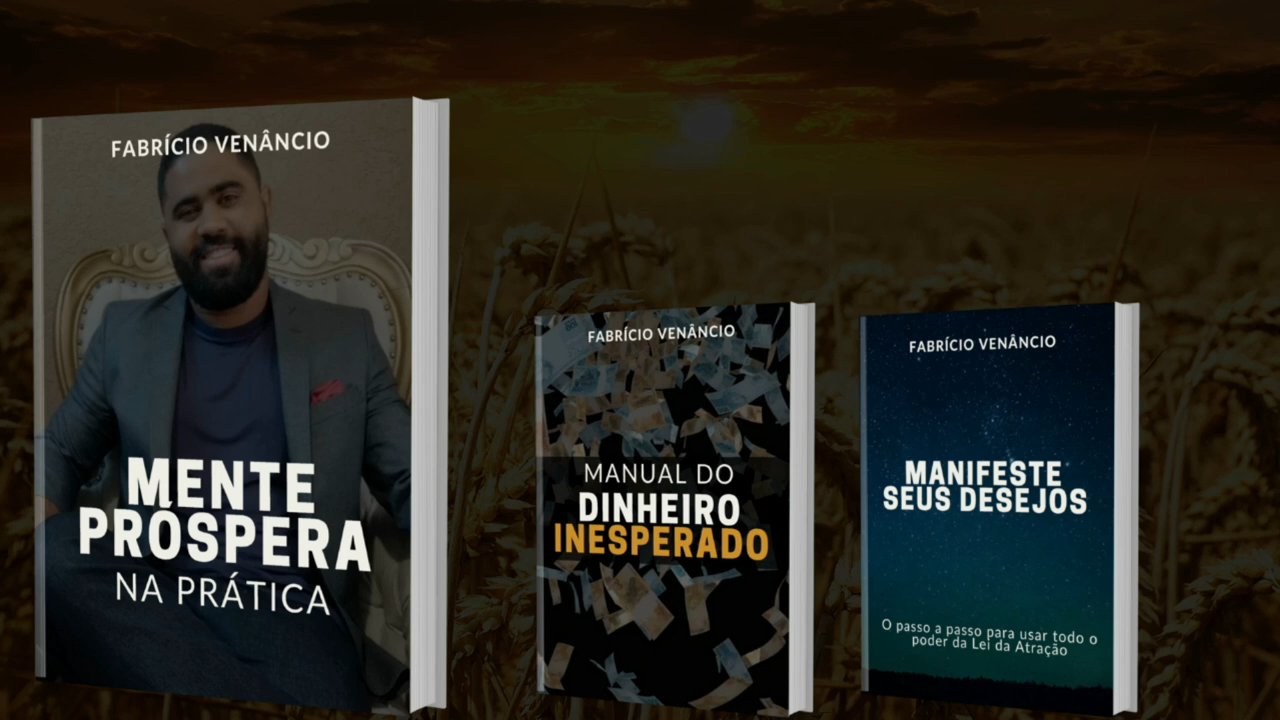 FABRÍCIO VENÂNCIO
MENTE
PRÓSPERA
NA PRÁTICA
FABRÍCIO VENÂNCIO
MANUAL DO
DINHEIRO
INESPERADO
FABRÍCIO VENÂNCIO
MANIFESTE
SEUS DESEJOS
O passo a passo para usar todo o
poder da Lei da Atração